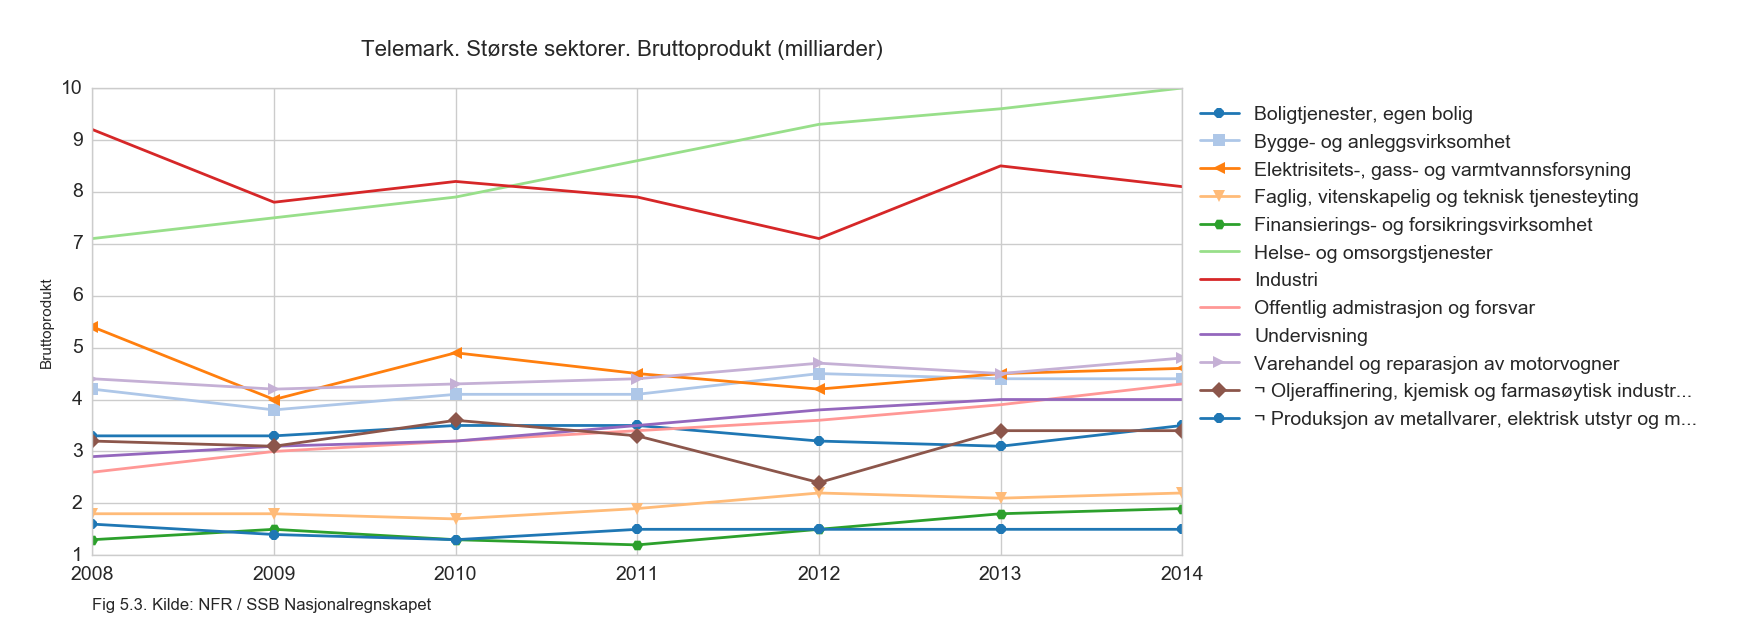 Telemark. Største sektorer. Bruttoprodukt (milliarder)
Bruttoprodukt
10
9
8
7
6
5
4
3
2
1
2008 2009 2010 2011 2012 2013 2014
Boligtjenester, egen bolig
Bygge- og anleggsvirksomhet
Elektrisitets-, gass- og varmtvannsforsyning
Faglig, vitenskapelig og teknisk tjenesteyting
Finansierings- og forsikringsvirksomhet
Helse- og omsorgstjenester
Industri
Offentlig admistrasjon og forsvar
Undervisning
Varehandel og reparasjon av motorvogner
¬ Oljeraffinering, kjemisk og farmasøytisk industr...
¬ Produksjon av metallvarer, elektrisk utstyr og m...
Fig 5.3. Kilde: NFR / SSB Nasjonalregnskapet